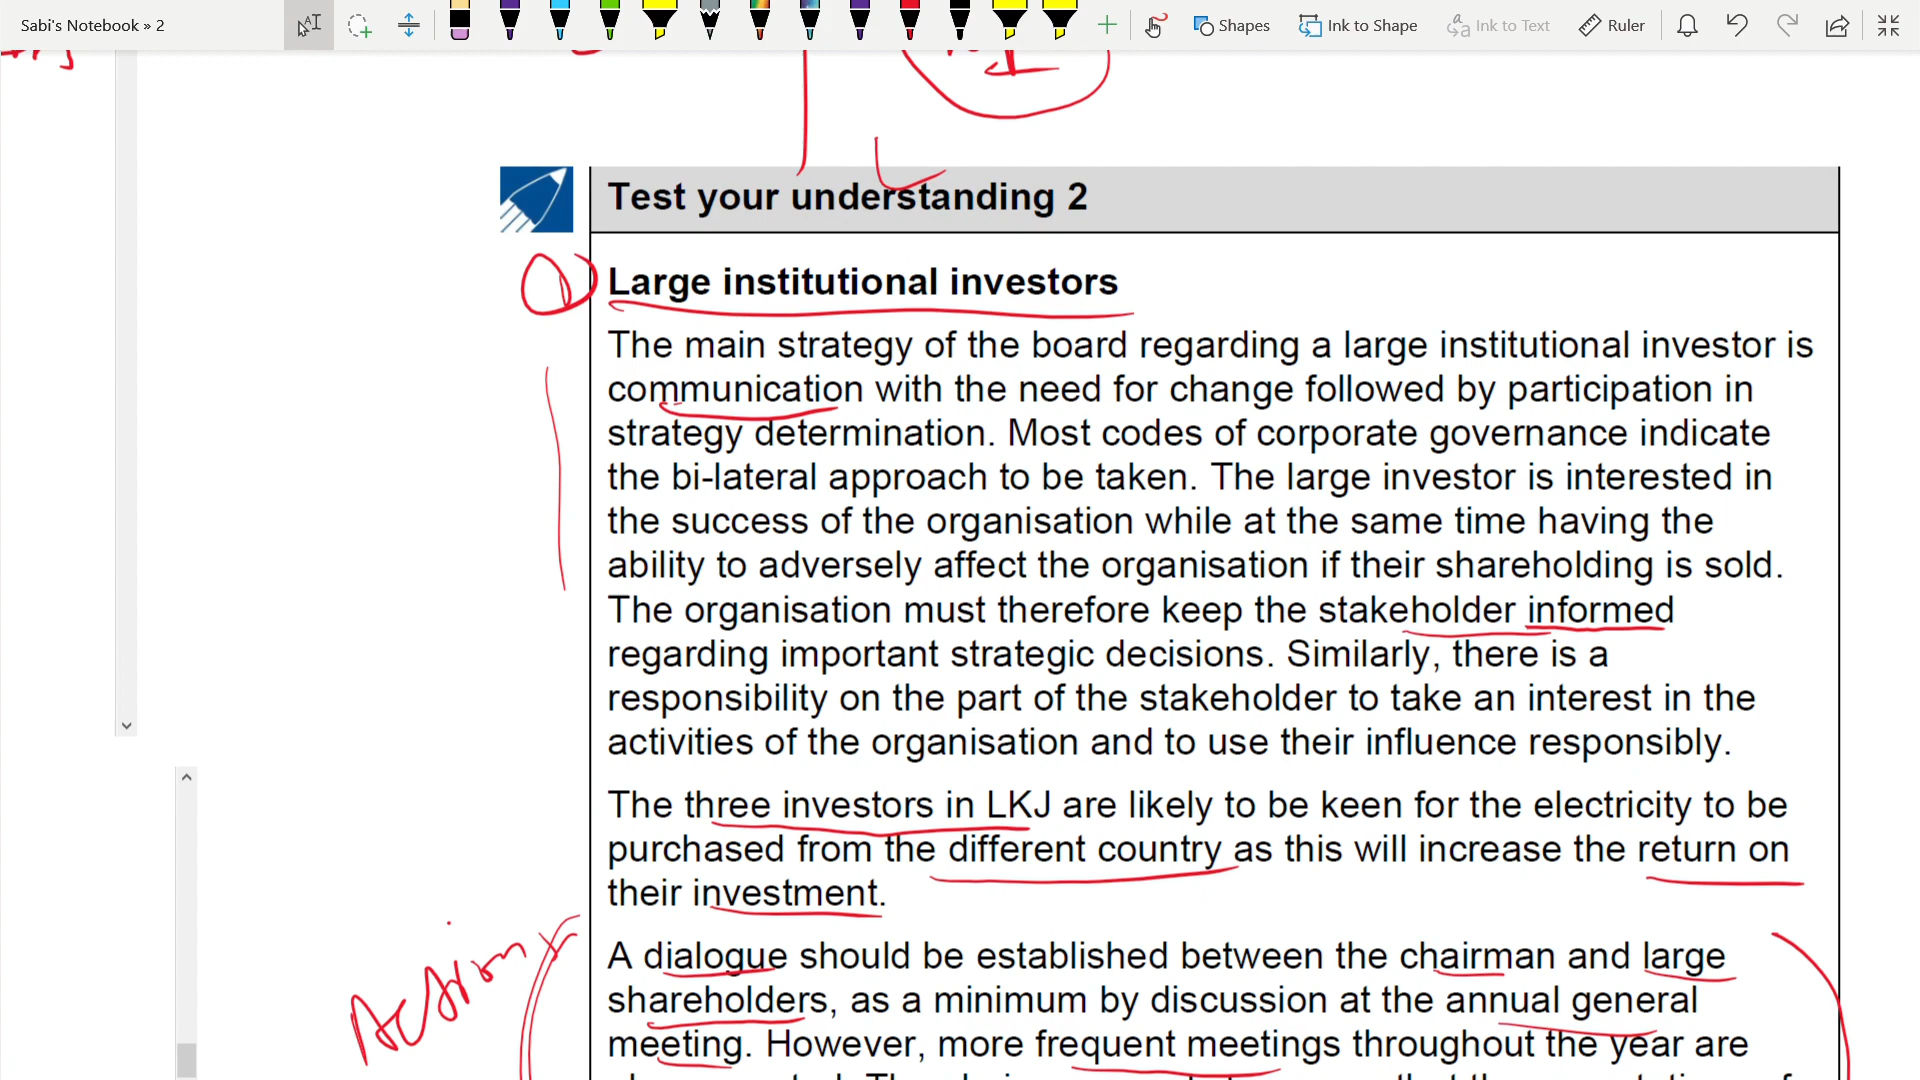 Sabi's Notebook » 2
Shapes
Ink to Shape
Ink to Text
Ruler
Test your understanding 2
Large institutional investors
The main strategy of the board regarding a large institutional investor is
communication with the need for change followed by participation in
strategy determination. Most codes of corporate governance indicate
the bi-lateral approach to be taken. The large investor is interested in
the success of the organisation while at the same time having the
ability to adversely affect the organisation if their shareholding is sold.
The organisation must therefore keep the stakeholder informed
regarding important strategic decisions. Similarly, there is a
responsibility on the part of the stakeholder to take an interest in the
activities of the organisation and to use their influence responsibly.
The three investors in LKJ are likely to be keen for the electricity to be
purchased from the different country as this will increase the return on
their investment.
Action
A dialogue should be established between the chairman and large
shareholders, as a minimum by discussion at the annual general
meeting. However, more frequent meetings throughout the year are